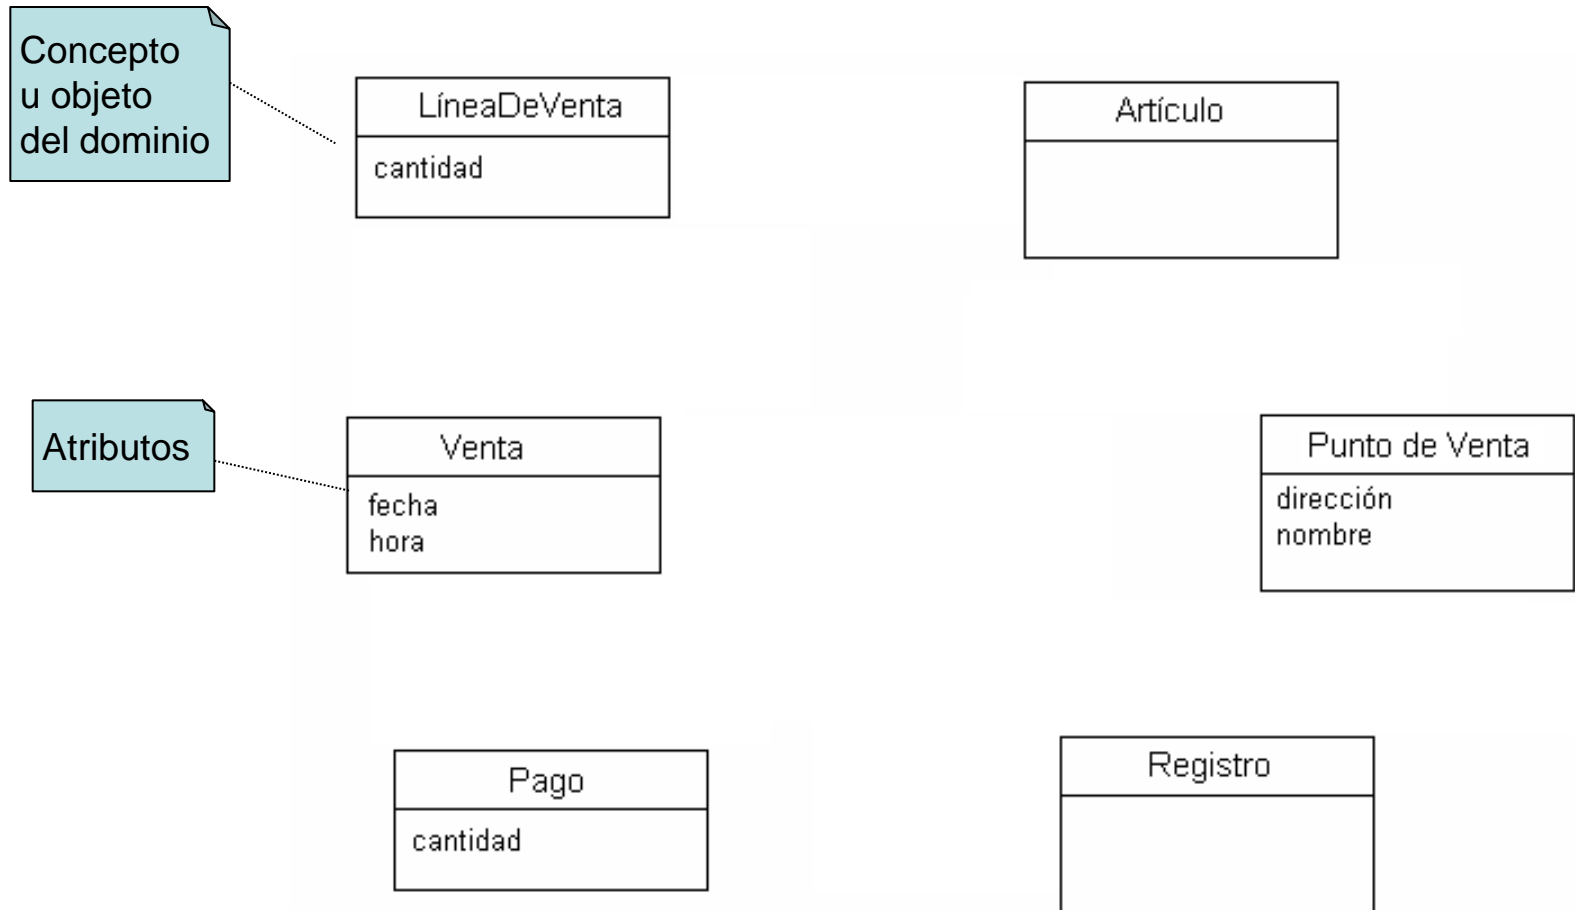 Concepto
u objeto
del dominio
LíneaDeVenta
cantidad
Artículo
Atributos
Venta
fecha
hora
Punto de Venta
dirección
nombre
Pago
cantidad
Registro